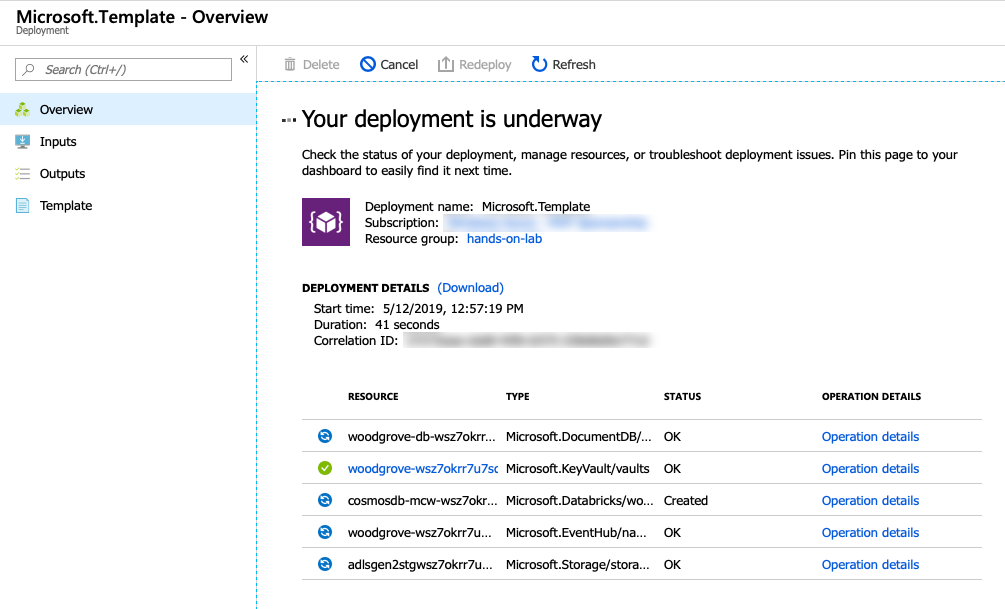 Microsoft.Template - Overview
Deployment
Search (Ctrl+/)
«
Delete Cancel Redeploy Refresh
Overview
Inputs
Outputs
Template
Your deployment is underway
Check the status of your deployment, manage resources, or troubleshoot deployment issues. Pin this page to your
dashboard to easily find it next time.
Deployment name: Microsoft.Template
Subscription:
Resource group: hands-on-lab
DEPLOYMENT DETAILS (Download)
Start time: 5/12/2019, 12:57:19 PM
Duration: 41 seconds
Correlation ID:
RESOURCE TYPE STATUS OPERATION DETAILS
woodgrove-db-wsz7okrr... Microsoft.DocumentDB/... OK Operation details
woodgrove-wsz7okrr7u7sc Microsoft.KeyVault/vaults OK Operation details
cosmosdb-mcw-wsz7okr... Microsoft.Databricks/wo... Created Operation details
woodgrove-wsz7okrr7u... Microsoft.EventHub/na... OK Operation details
adlsgen2stgwsz7okrr7u... Microsoft.Storage/stora... OK Operation details